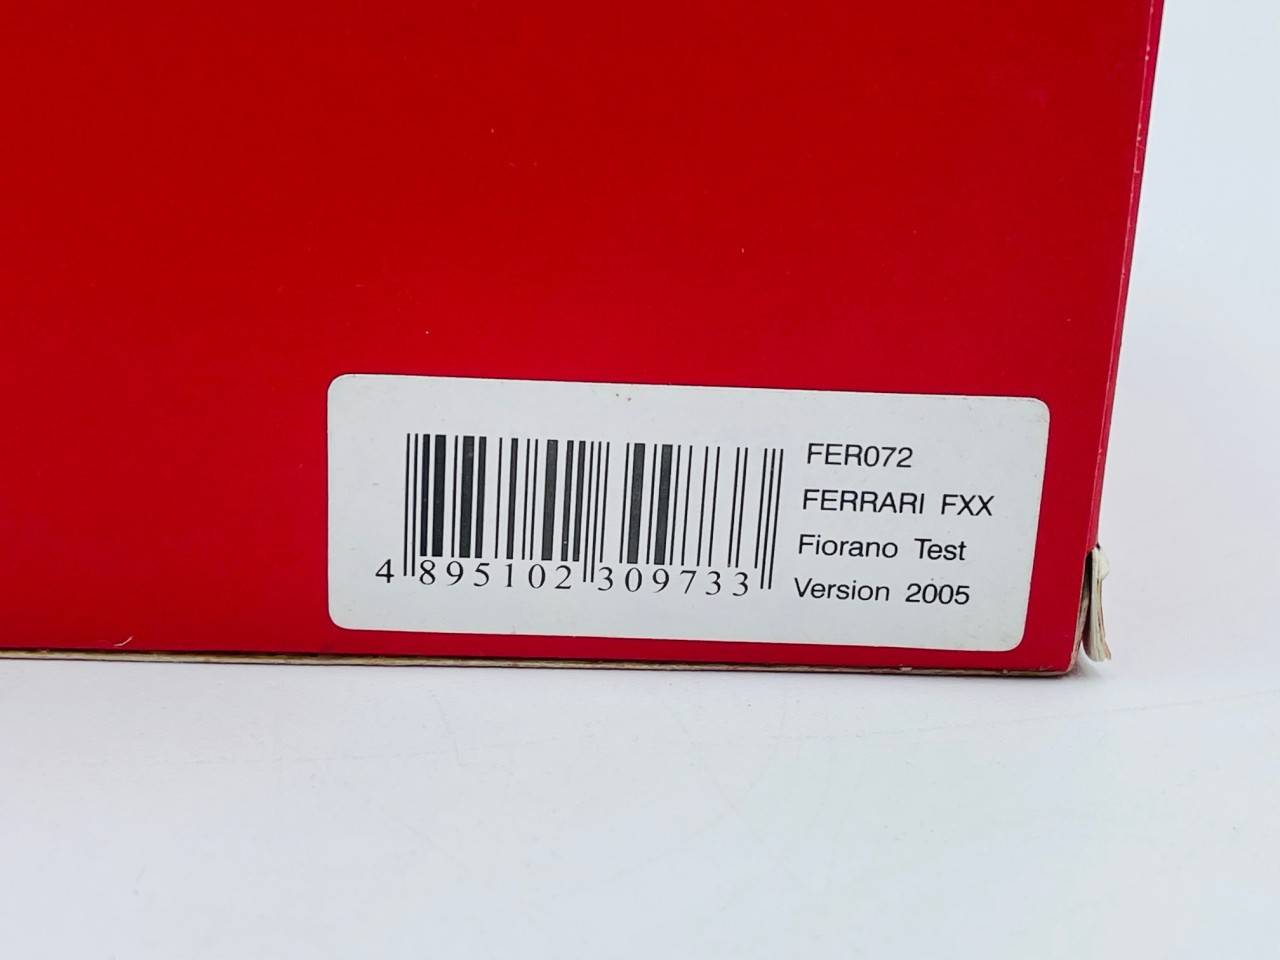 FER072
FERRARI FXX
Fiorano Test
Version 2005
4 895102 309733